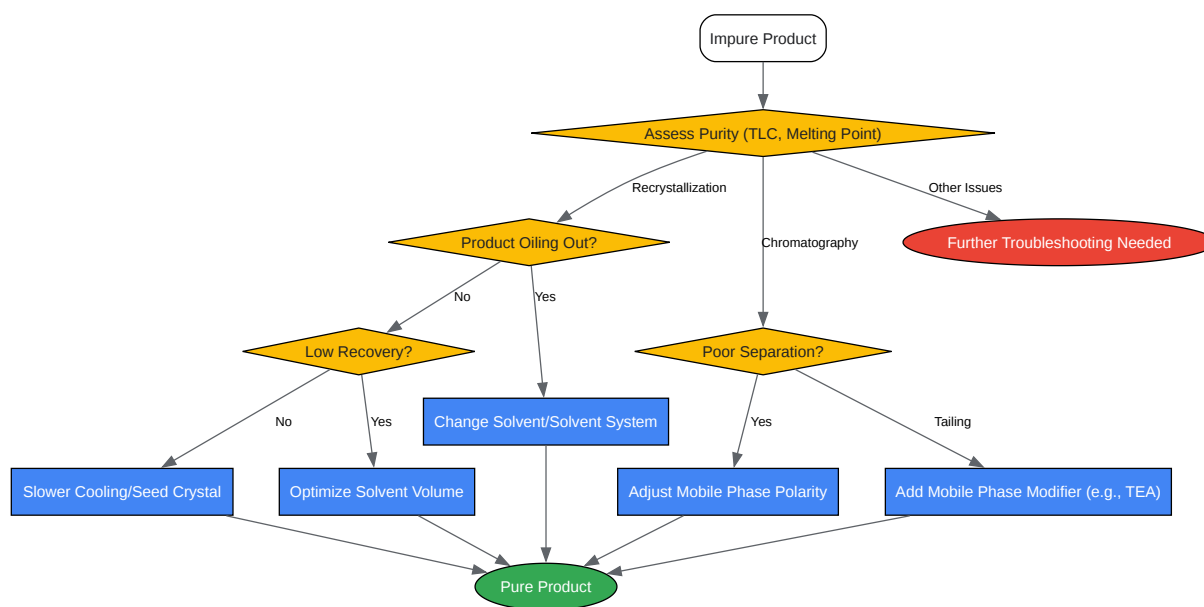 Impure Product
Assess Purity (TLC, Melting Point)
Recrystallization
Other Issues
Product Oiling Out?
Chromatography
Further Troubleshooting Needed
No
Yes
Low Recovery?
Poor Separation?
No
Yes
Change Solvent/Solvent System
Yes
Tailing
Slower Cooling/Seed Crystal
Optimize Solvent Volume
Adjust Mobile Phase Polarity
Add Mobile Phase Modifier (e.g., TEA)
Pure Product